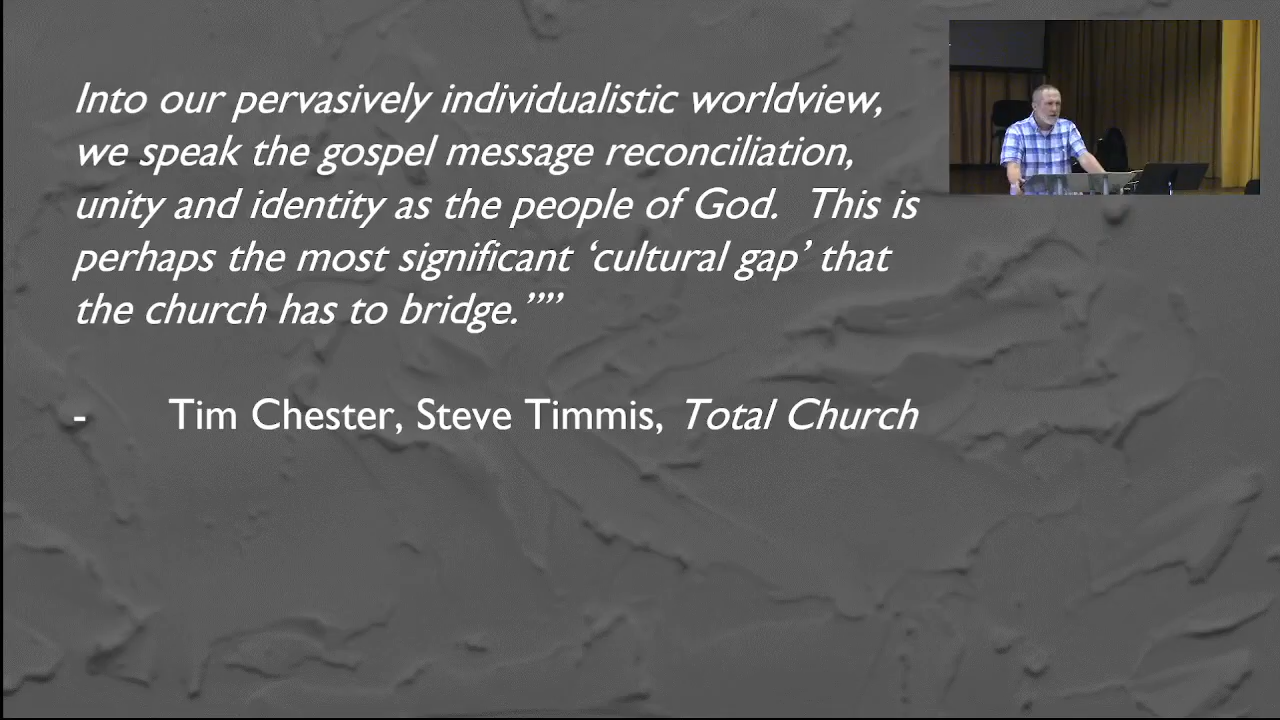 Into our pervasively individualistic worldview,
we speak the gospel message reconciliation,
unity and identity as the people of God.  This is
perhaps the most significant ‘cultural gap’ that
the church has to bridge.””
- Tim Chester, Steve Timmis, Total Church